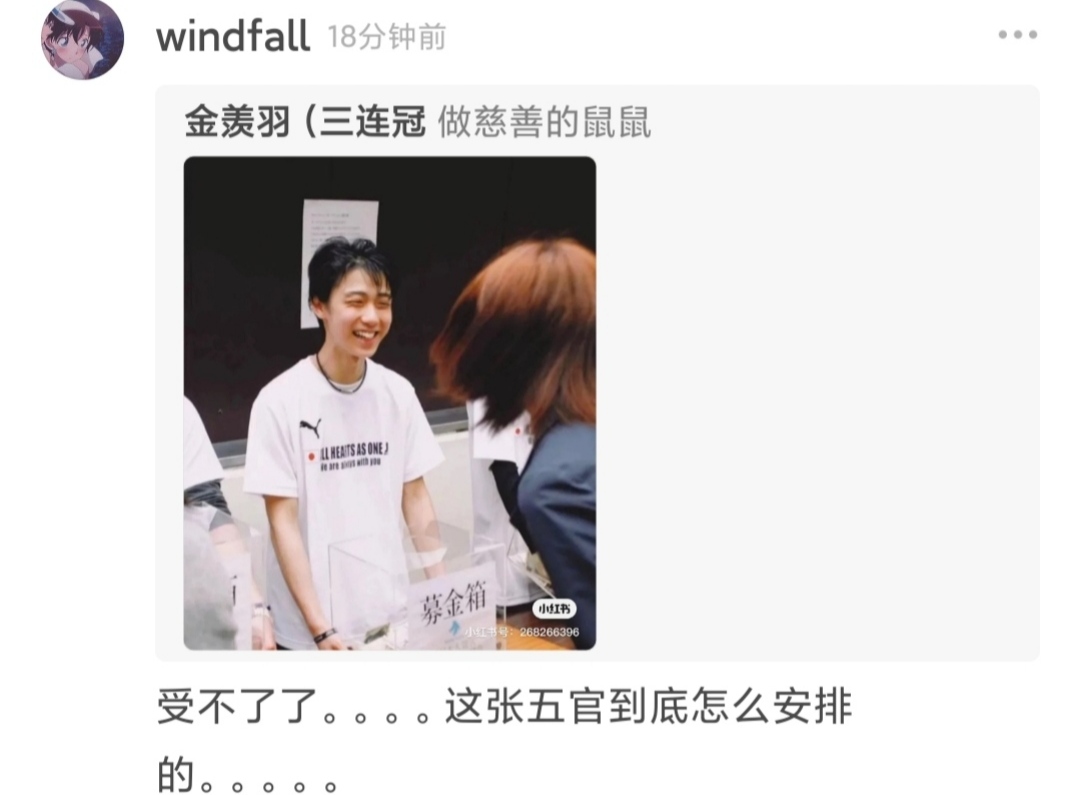 windfall 18分钟前
金羡羽 (三连冠 做慈善的鼠鼠
ALL HEARTS AS ONE
We are always with you
募金箱
小红书
小红书号: 268266396
受不了了。。。。这张五官到底怎么安排
的。。。。。